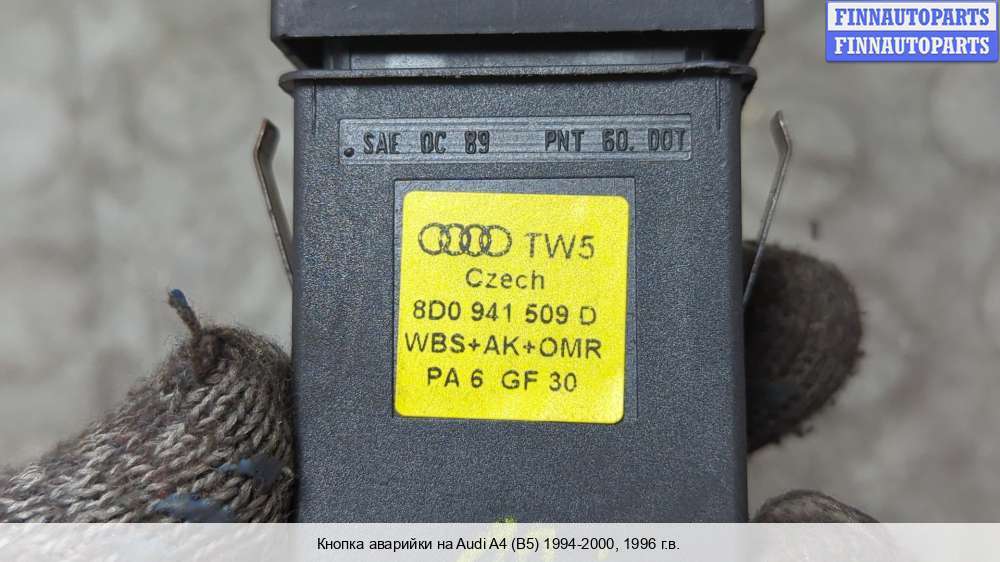 FINNAUTOPARTS
FINNAUTOPARTS
SAE OC 89 PNT 60. DOT
TW5
Czech
8D0 941 509 D
WBS+AK+OMR
PA 6 GF 30
Кнопка аварийки на Audi A4 (B5) 1994-2000, 1996 г.в.